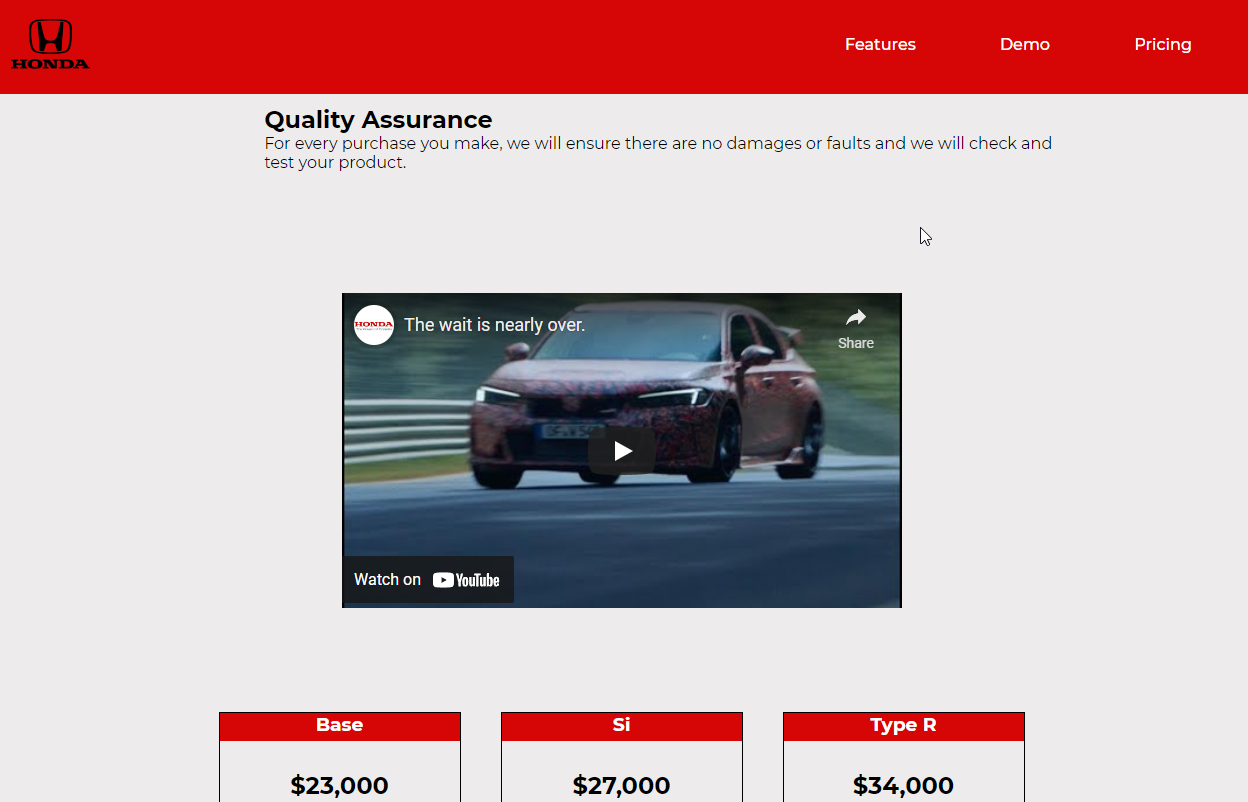 HONDA
Features Demo Pricing
Quality Assurance
For every purchase you make, we will ensure there are no damages or faults and we will check and
test your product.
HONDA
The wait is nearly over.
Share
Watch on YouTube
Base Si Type R
$23,000 $27,000 $34,000